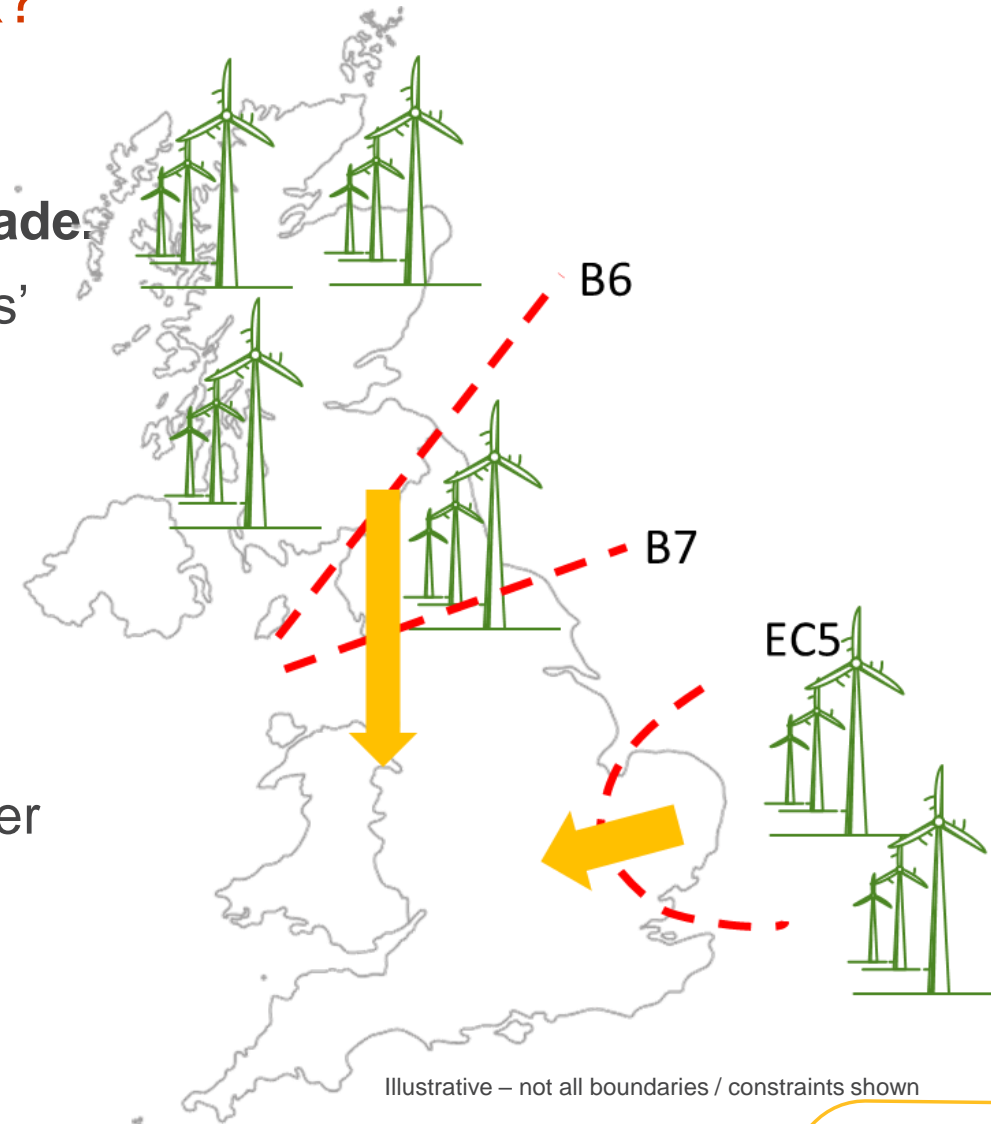 ?
ade.
s’
B6
B7
EC5
er
Illustrative – not all boundaries / constraints shown